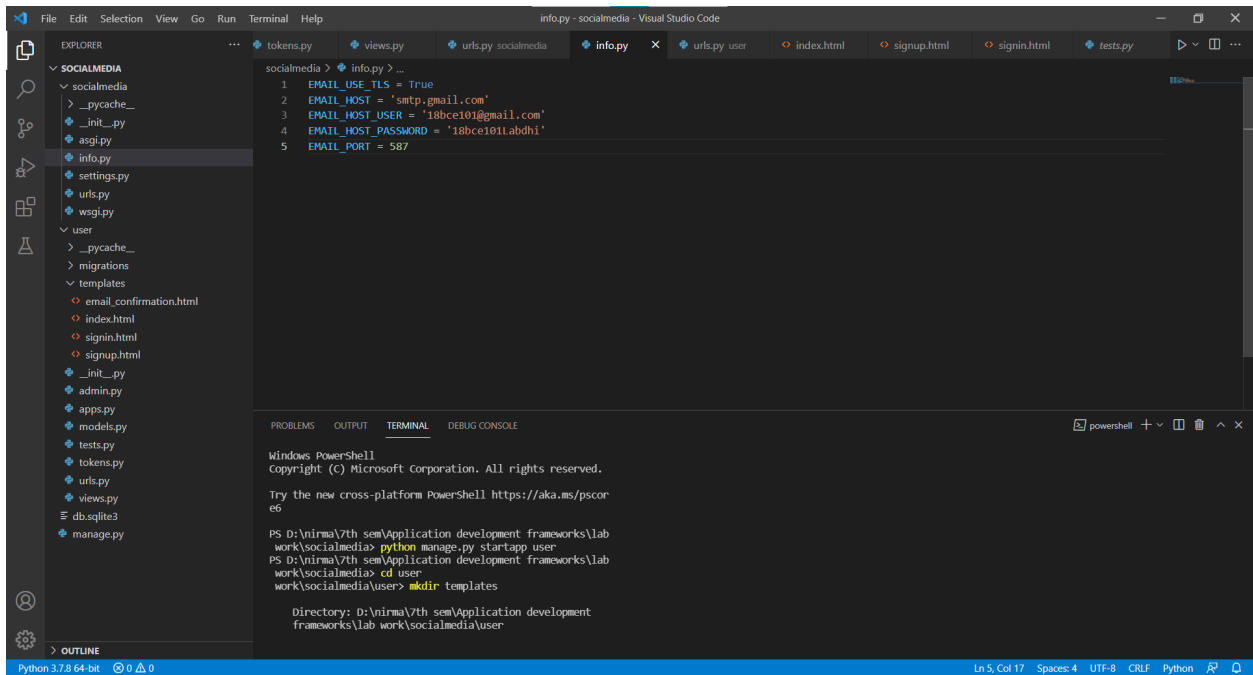 File Edit Selection View Go Run Terminal Help
info.py - socialmedia - Visual Studio Code
EXPLORER
SOCIALMEDIA
socialmedia
__pycache__
__init__.py
asgi.py
info.py
settings.py
urls.py
wsgi.py
user
__pycache__
migrations
templates
email_confirmation.html
index.html
signin.html
signup.html
__init__.py
admin.py
apps.py
models.py
tests.py
tokens.py
urls.py
views.py
db.sqlite3
manage.py
OUTLINE
tokens.py views.py urls.py socialmedia info.py urls.py user index.html signup.html signin.html tests.py
socialmedia > info.py > ...
1 EMAIL_USE_TLS = True
2 EMAIL_HOST = 'smtp.gmail.com'
3 EMAIL_HOST_USER = '18bce101@gmail.com'
4 EMAIL_HOST_PASSWORD = '18bce101Labdhi'
5 EMAIL_PORT = 587
PROBLEMS OUTPUT TERMINAL DEBUG CONSOLE
powershell
Windows PowerShell
Copyright (C) Microsoft Corporation. All rights reserved.
Try the new cross-platform PowerShell https://aka.ms/pscor
e6
PS D:\nirma\7th sem\Application development frameworks\lab
work\socialmedia> python manage.py startapp user
PS D:\nirma\7th sem\Application development frameworks\lab
work\socialmedia> cd user
work\socialmedia\user> mkdir templates
Directory: D:\nirma\7th sem\Application development
frameworks\lab work\socialmedia\user
Python 3.7.8 64-bit 0 0
Ln 5, Col 17 Spaces: 4 UTF-8 CRLF Python